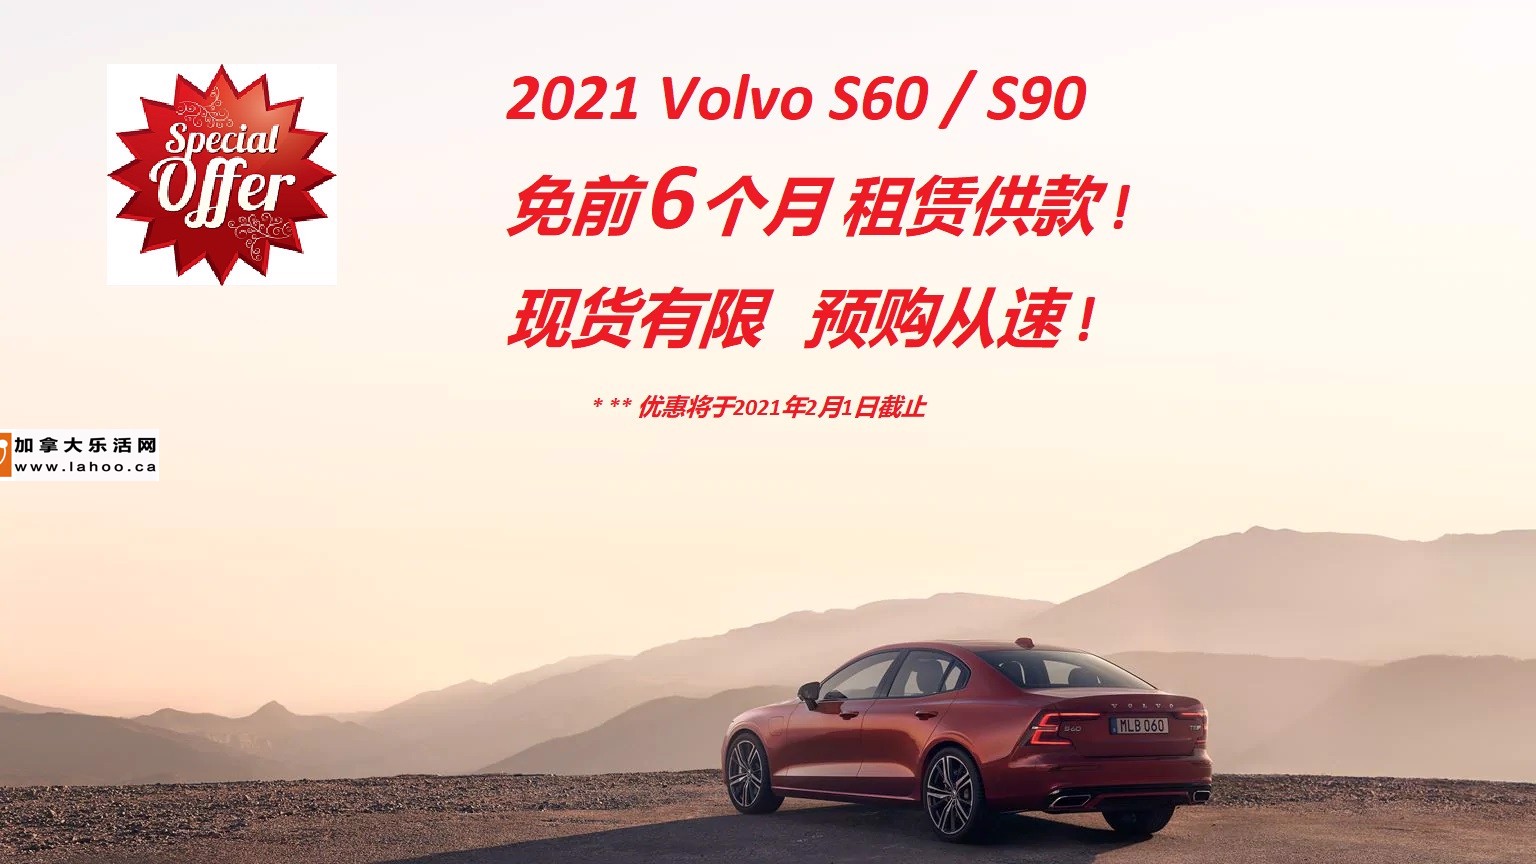 2021 Volvo S60 / S90
Special
Offer
免前6个月 租赁供款!
现货有限 预购从速!
* ** 优惠将于2021年2月1日截止
加拿大乐活网
www.lahoo.ca
VOLVO
S60
MLB 060